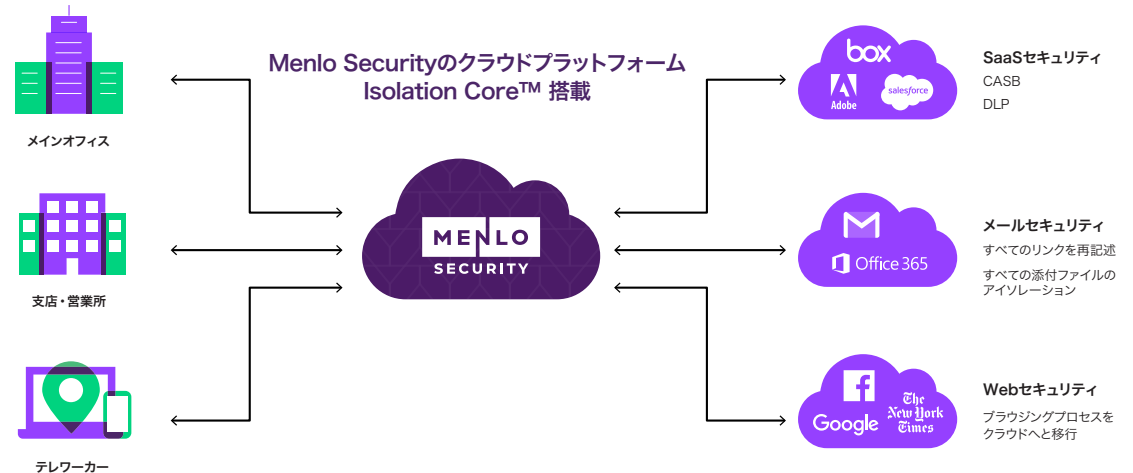 Menlo Securityのクラウドプラットフォーム
Isolation Core™ 搭載
メインオフィス
支店・営業所
テレワーカー
MENLO
SECURITY
box
Adobe
salesforce
SaaSセキュリティ
CASB
DLP
Office 365
メールセキュリティ
すべてのリンクを再記述
すべての添付ファイルの
アイソレーション
Google
The
New York
Times
Webセキュリティ
ブラウジングプロセスを
クラウドへと移行